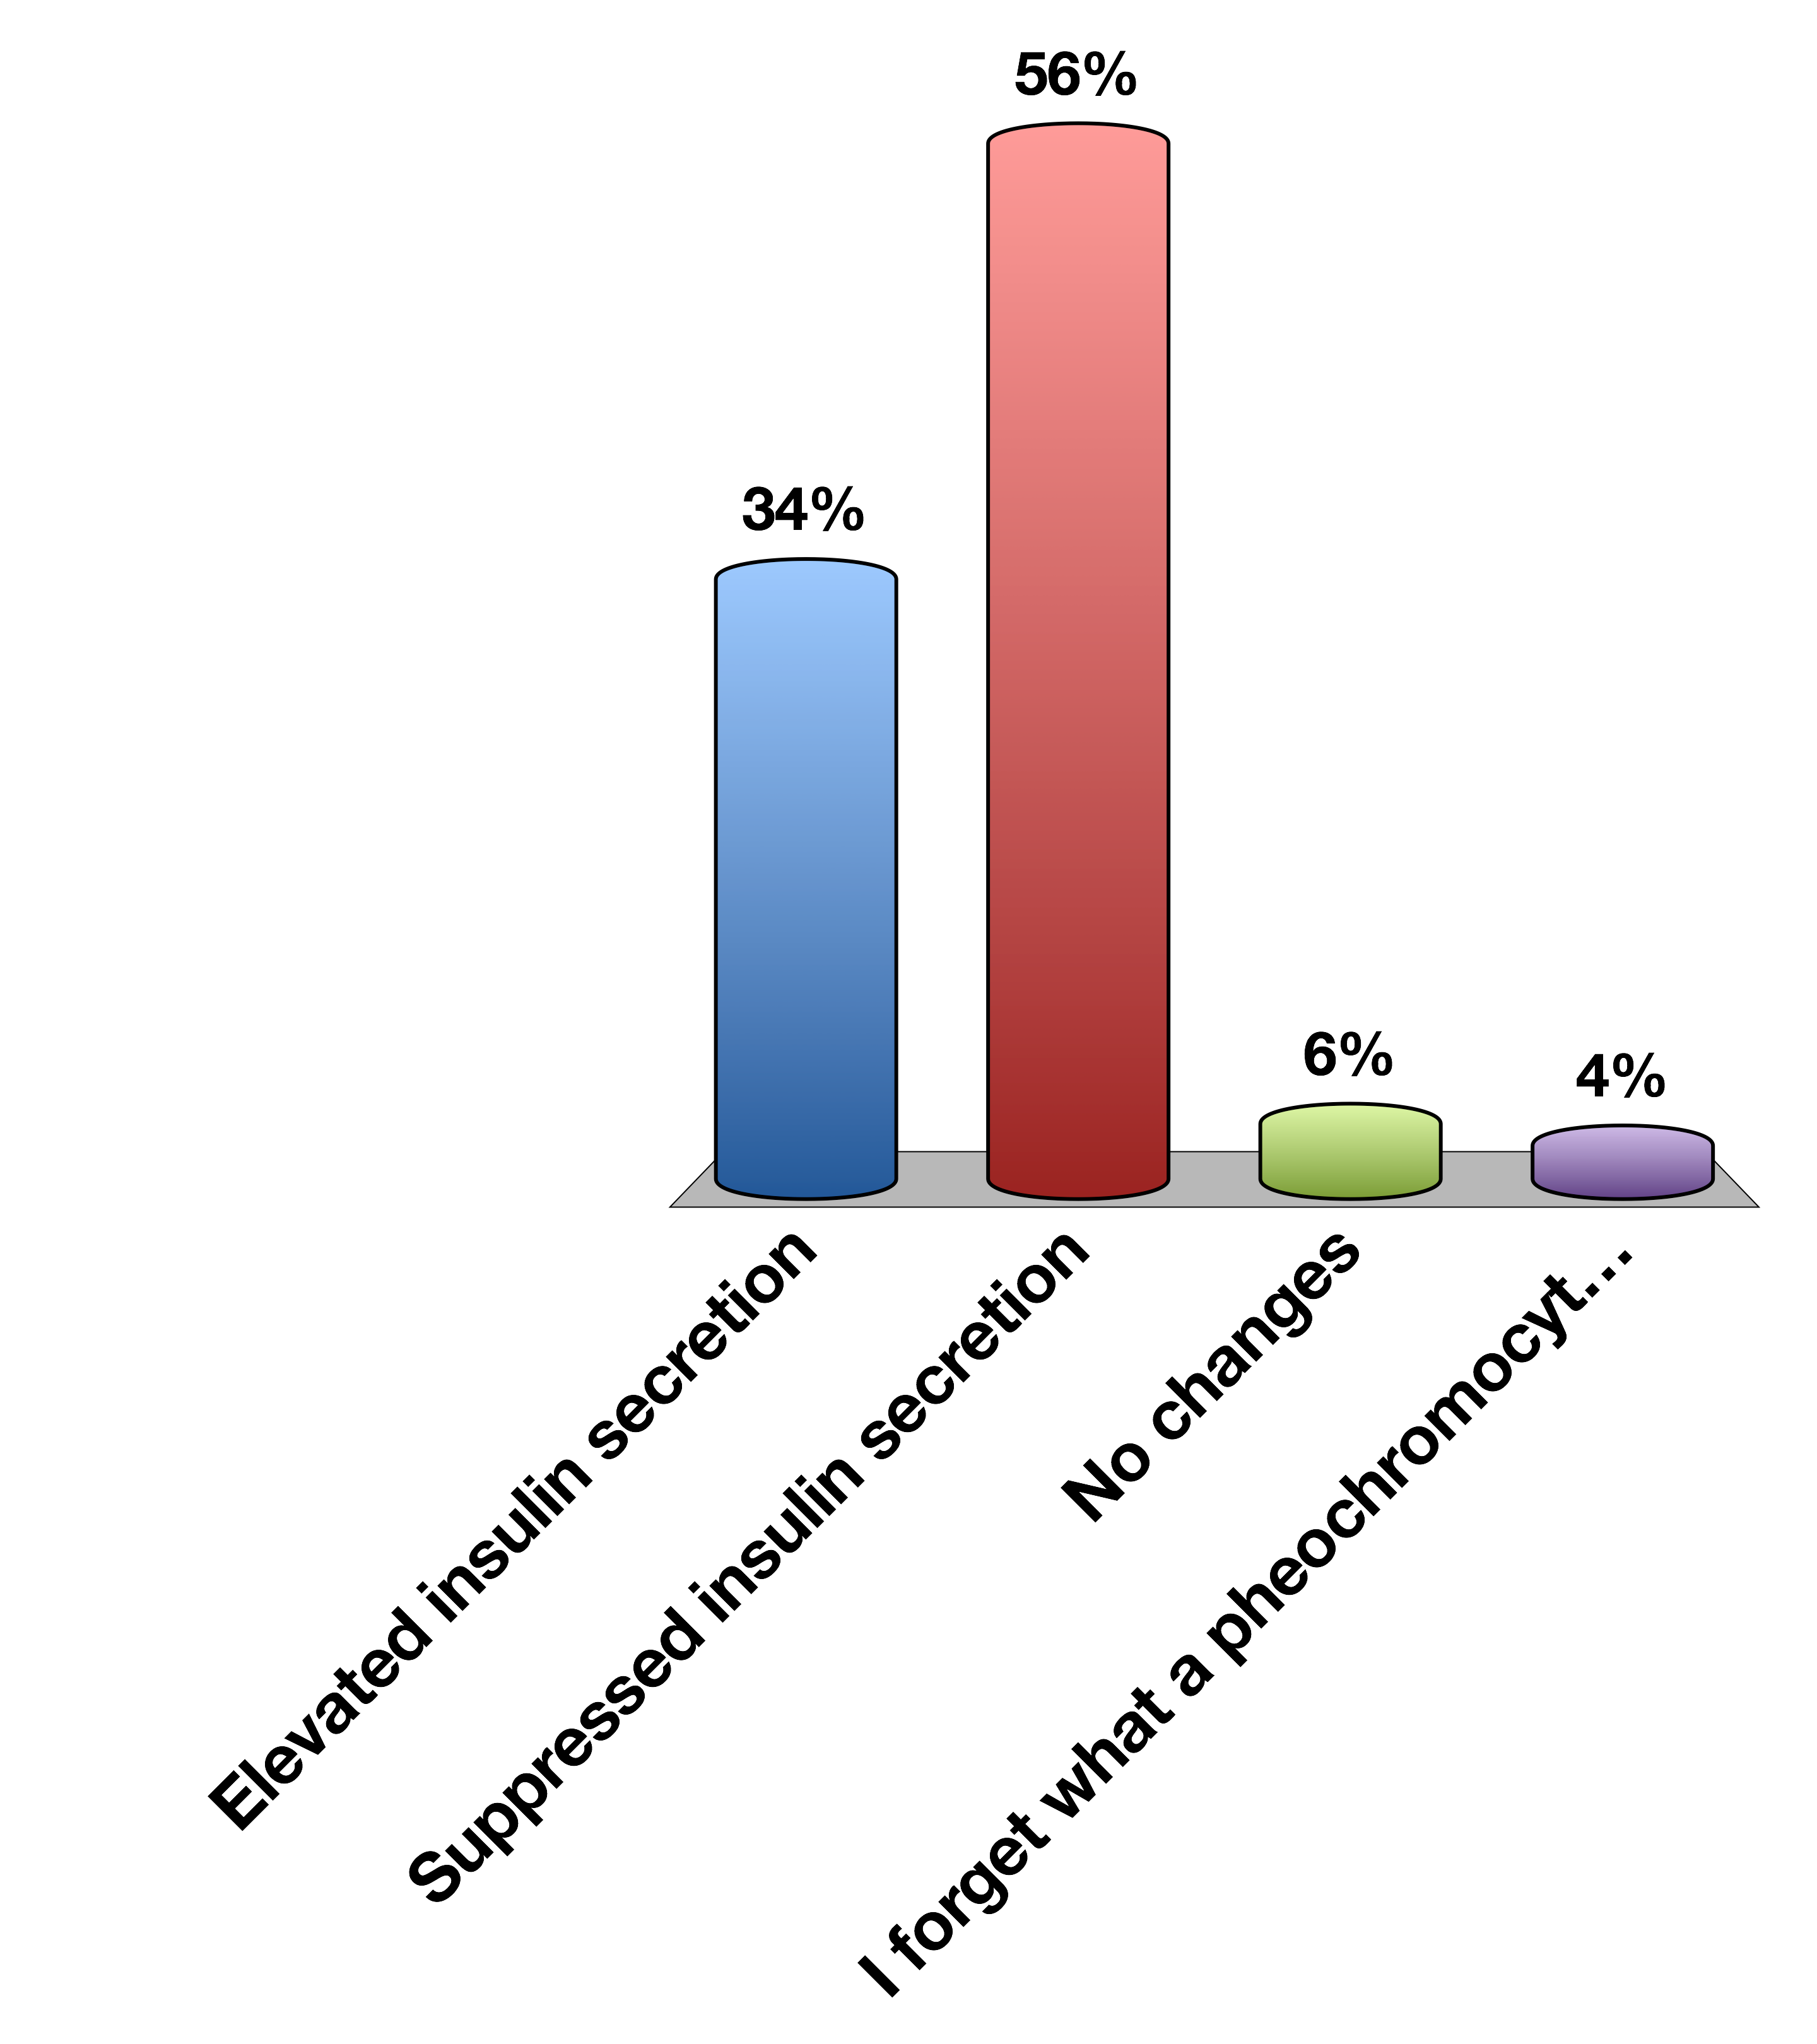 56%
34%
6%
4%
Elevated insulin secretion
Suppressed insulin secretion
No changes
I forget what a pheochromocyt...